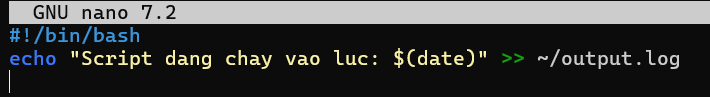 GNU nano 7.2
#!/bin/bash
echo "Script dang chay vao luc: $(date)" >> ~/output.log